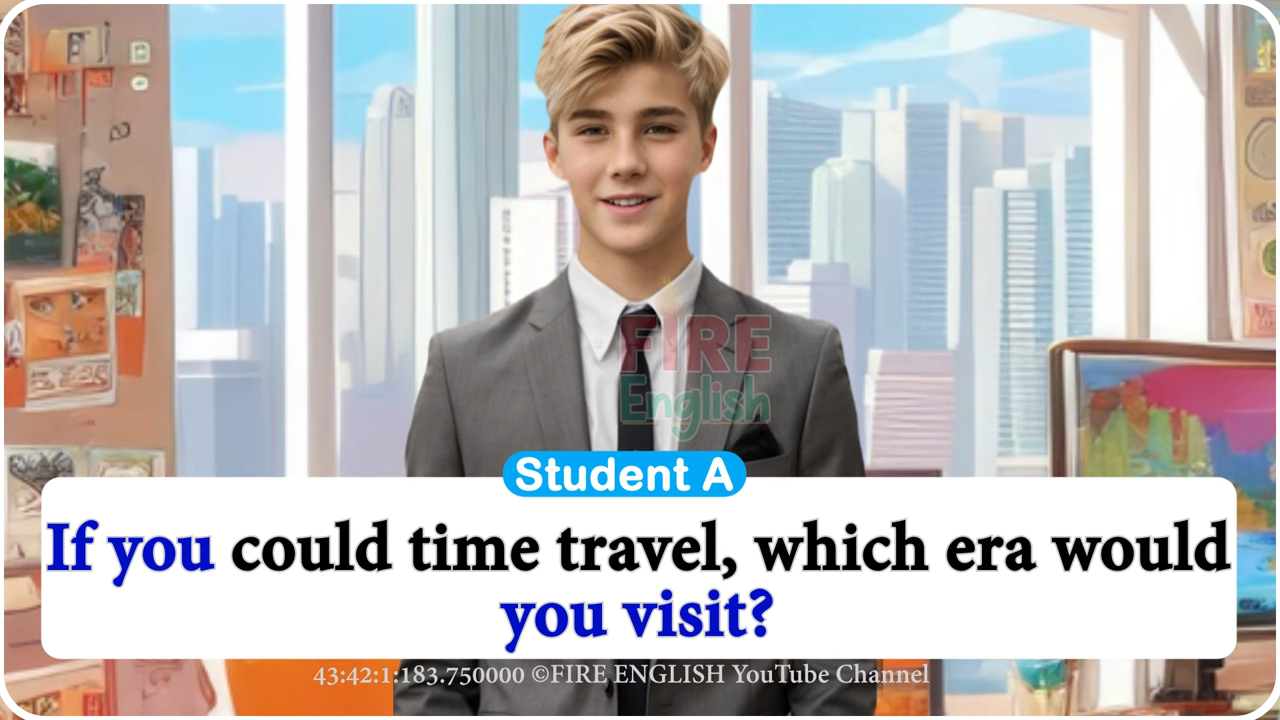 FIRE
English
Student A
If you could time travel, which era would
you visit?
43:42:1:183.750000 ©FIRE ENGLISH YouTube Channel